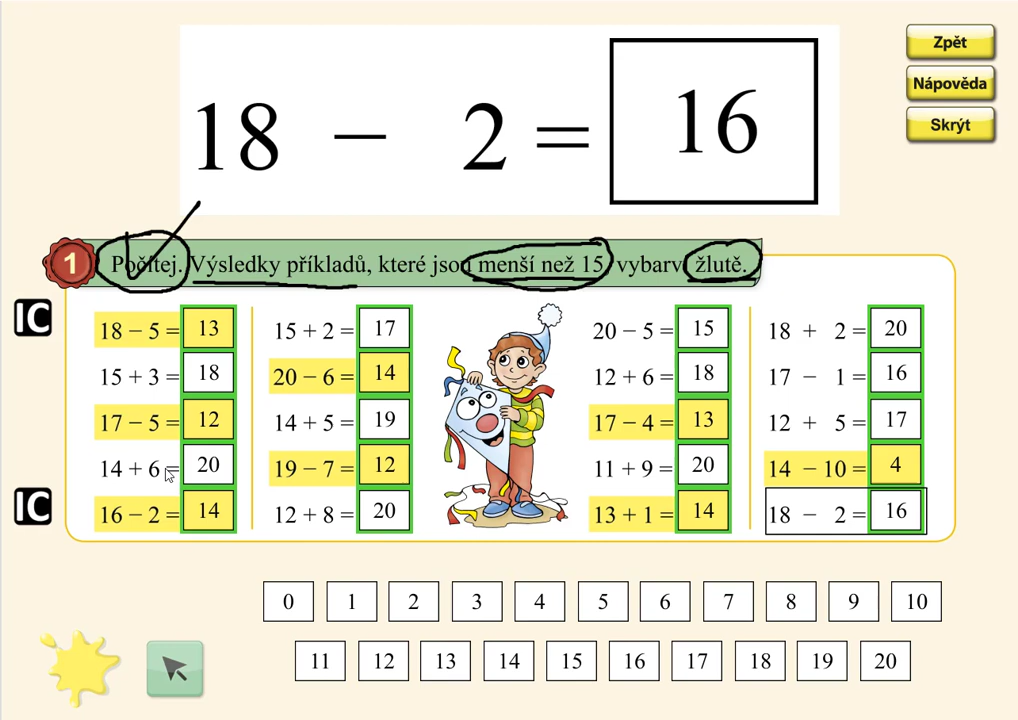 18 − 2 = 16
Zpět
Nápověda
Skrýt
1 Počítej. Výsledky příkladů, které jsou menší než 15, vybarvi žlutě.
IC
18 − 5 = 13
15 + 3 = 18
17 − 5 = 12
14 + 6 = 20
16 − 2 = 14
IC
15 + 2 = 17
20 − 6 = 14
14 + 5 = 19
19 − 7 = 12
12 + 8 = 20
20 − 5 = 15
12 + 6 = 18
17 − 4 = 13
11 + 9 = 20
13 + 1 = 14
18 + 2 = 20
17 − 1 = 16
12 + 5 = 17
14 − 10 = 4
18 − 2 = 16
0 1 2 3 4 5 6 7 8 9 10
11 12 13 14 15 16 17 18 19 20